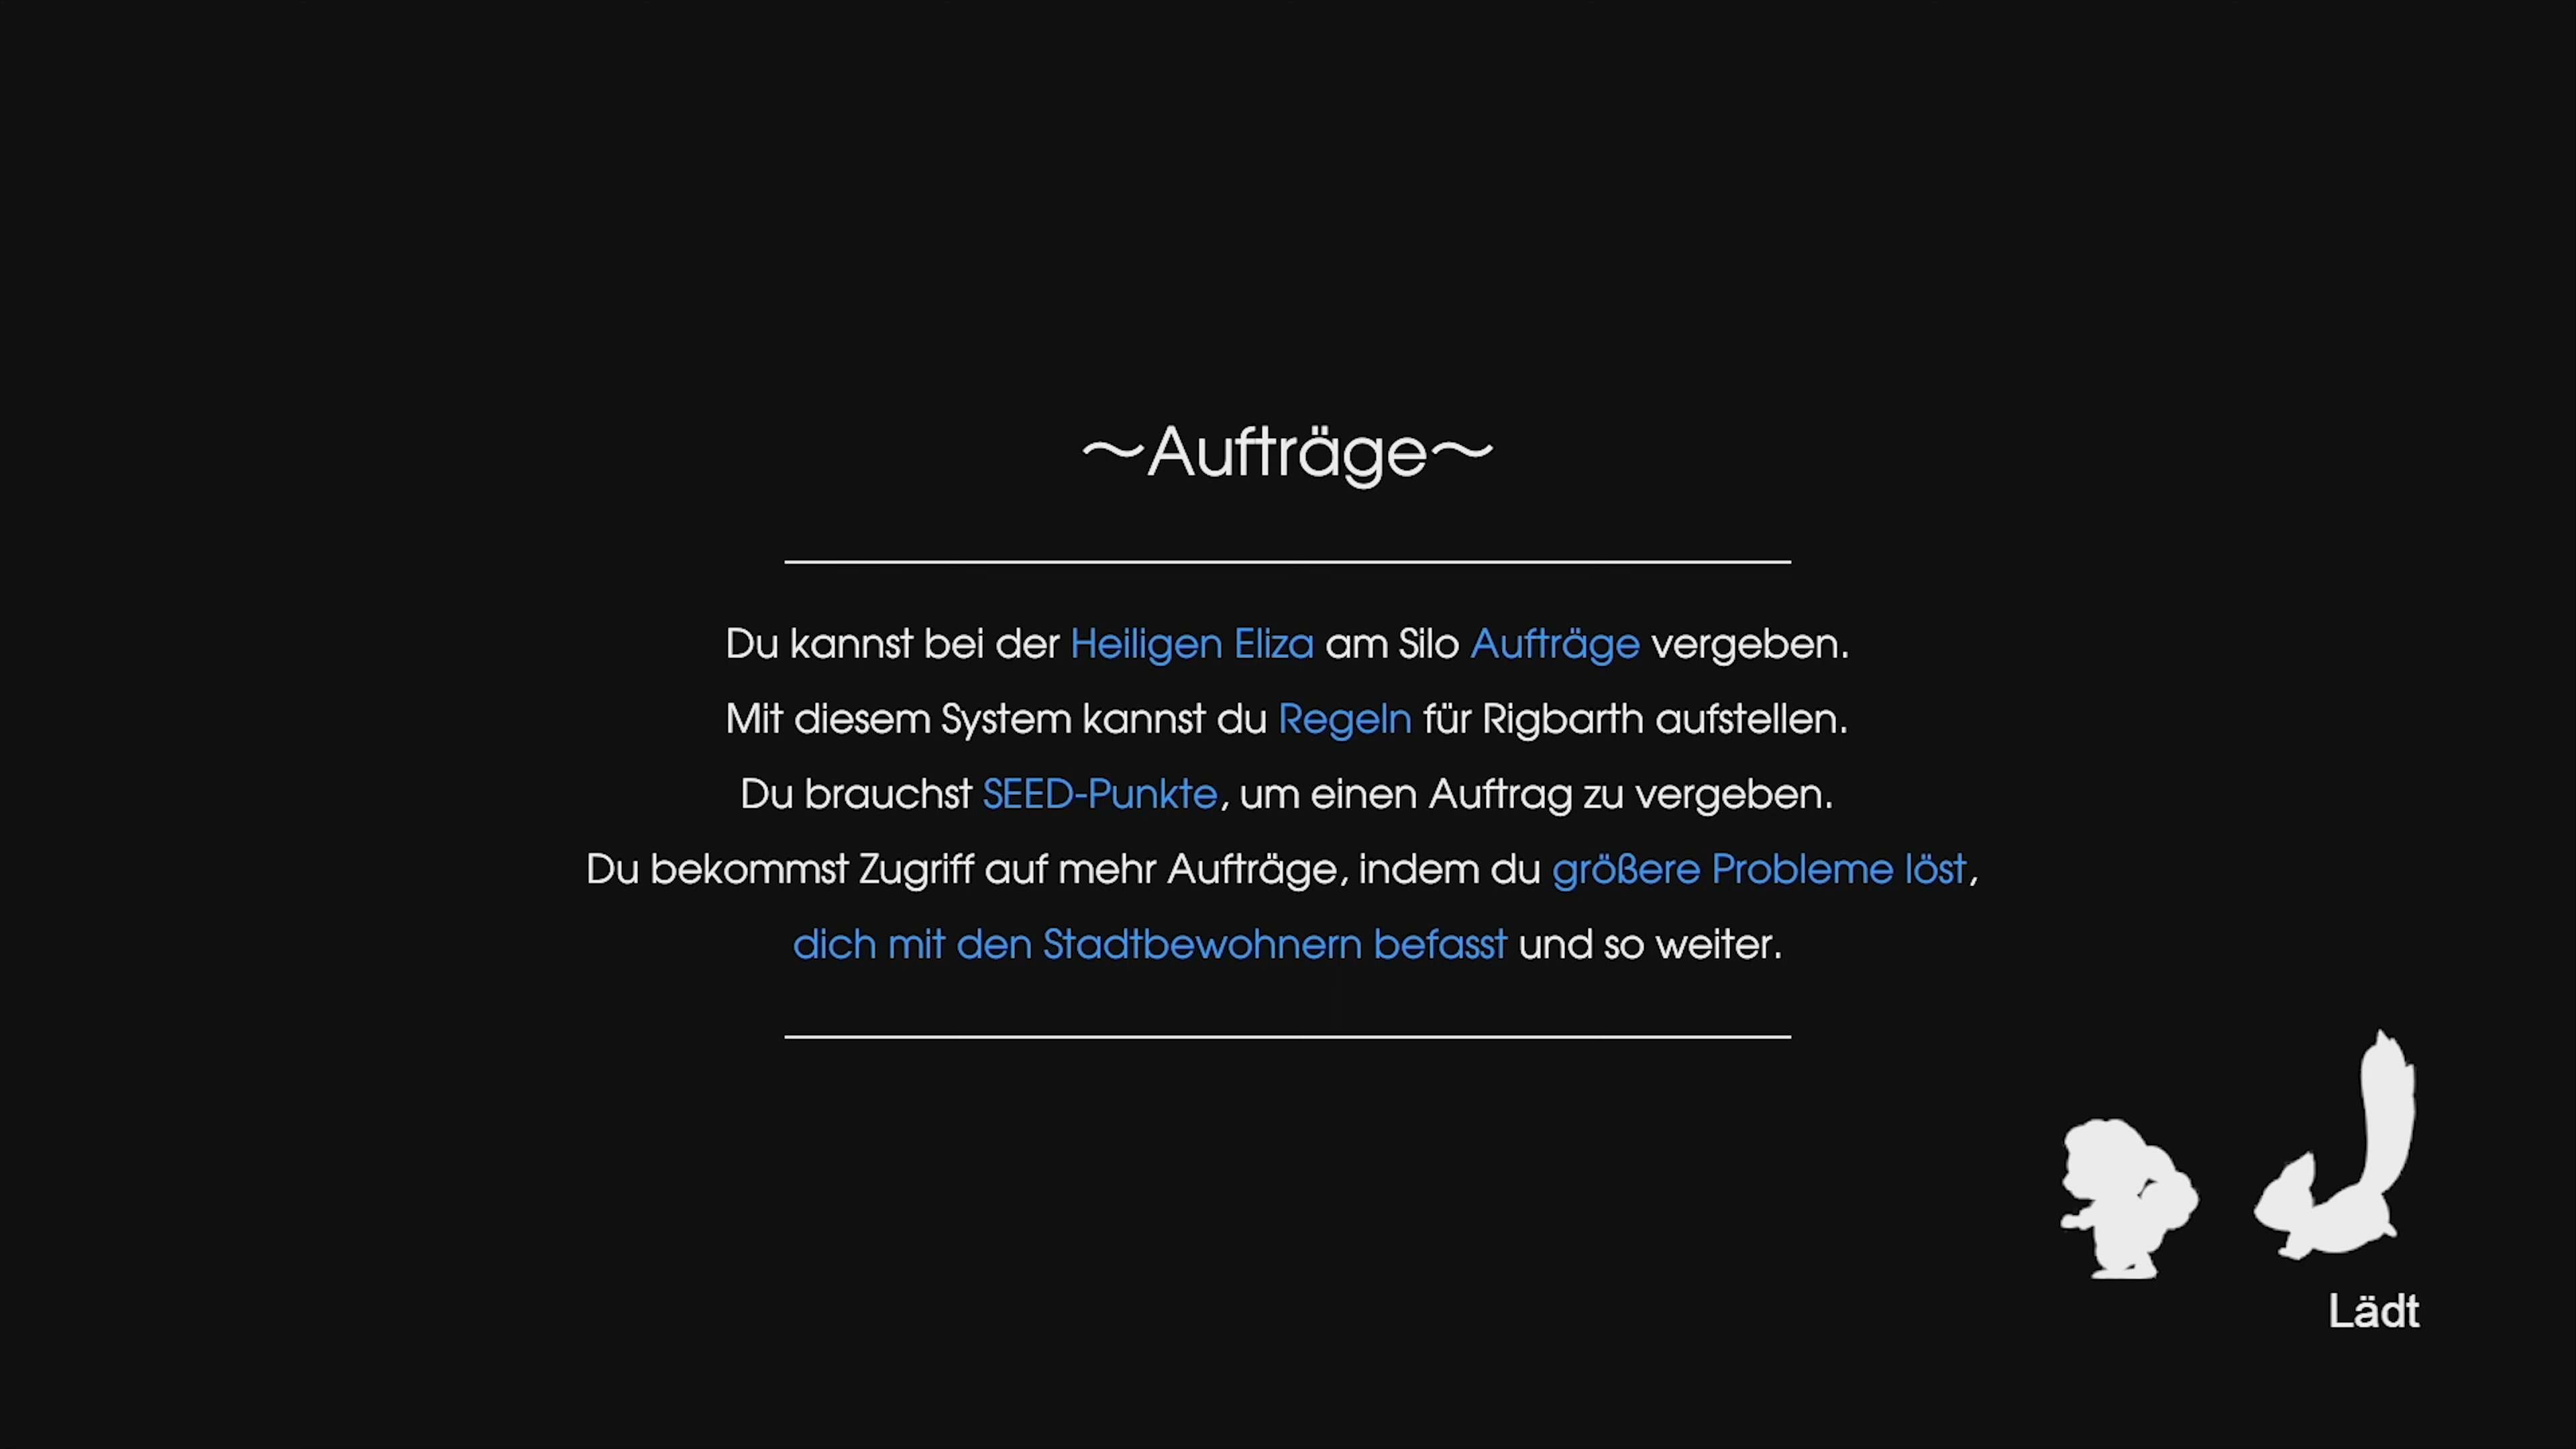 ～Aufträge～
Du kannst bei der Heiligen Eliza am Silo Aufträge vergeben.
Mit diesem System kannst du Regeln für Rigbarth aufstellen.
Du brauchst SEED-Punkte, um einen Auftrag zu vergeben.
Du bekommst Zugriff auf mehr Aufträge, indem du größere Probleme löst,
dich mit den Stadtbewohnern befasst und so weiter.
Lädt